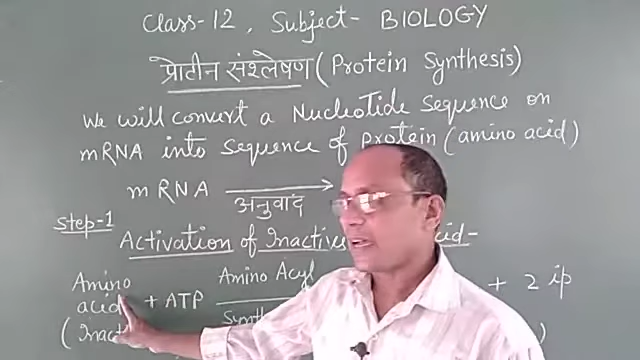 Class-12, Subject- BIOLOGY
प्रोटीन संश्लेषण (Protein Synthesis)
We will convert a Nucleotide Sequence on
mRNA into Sequence of Protein (amino acid)
mRNA
अनुवाद
Step-1
Activation of Inactive
Amino
acid + ATP Amino Acyl + 2 ip